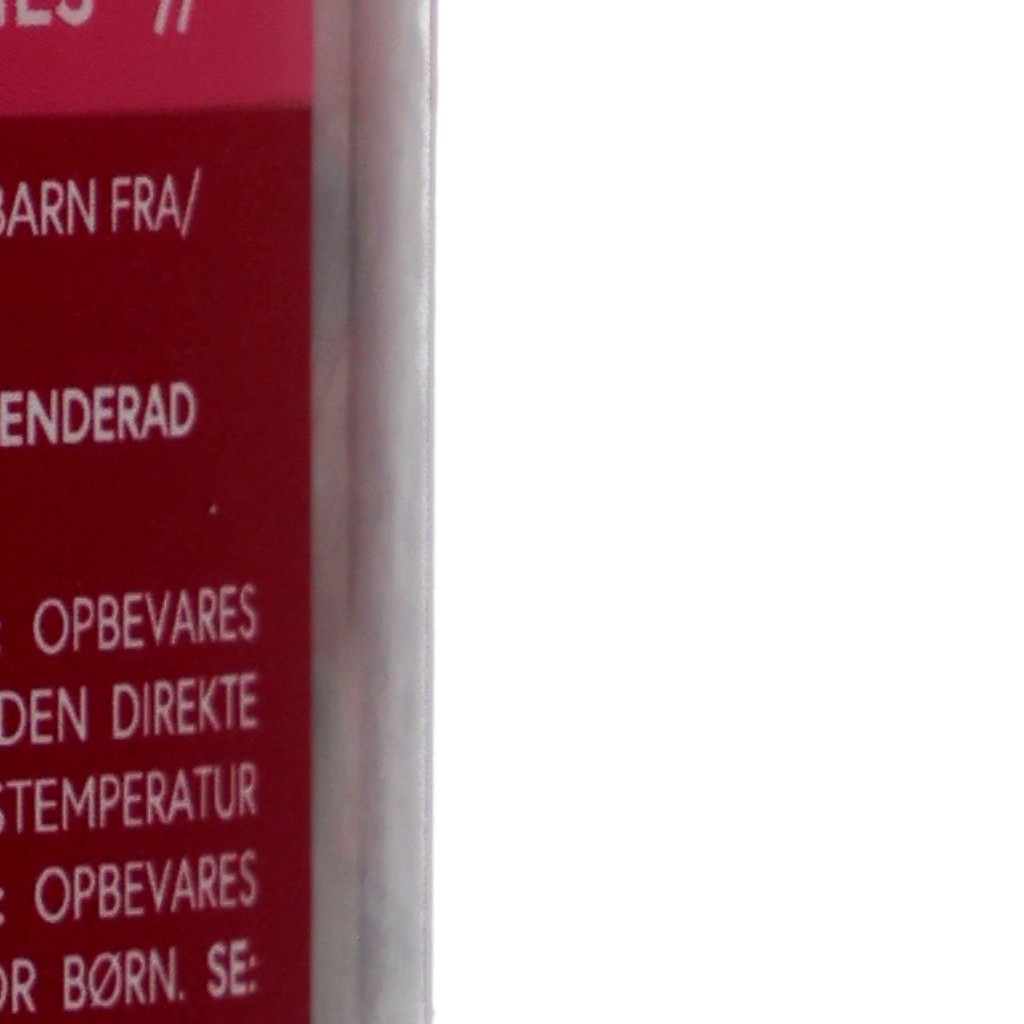 //
BARN FRA/
ENDERAD
: OPBEVARES
DEN DIREKTE
STEMPERATUR
: OPBEVARES
OR BØRN. SE: